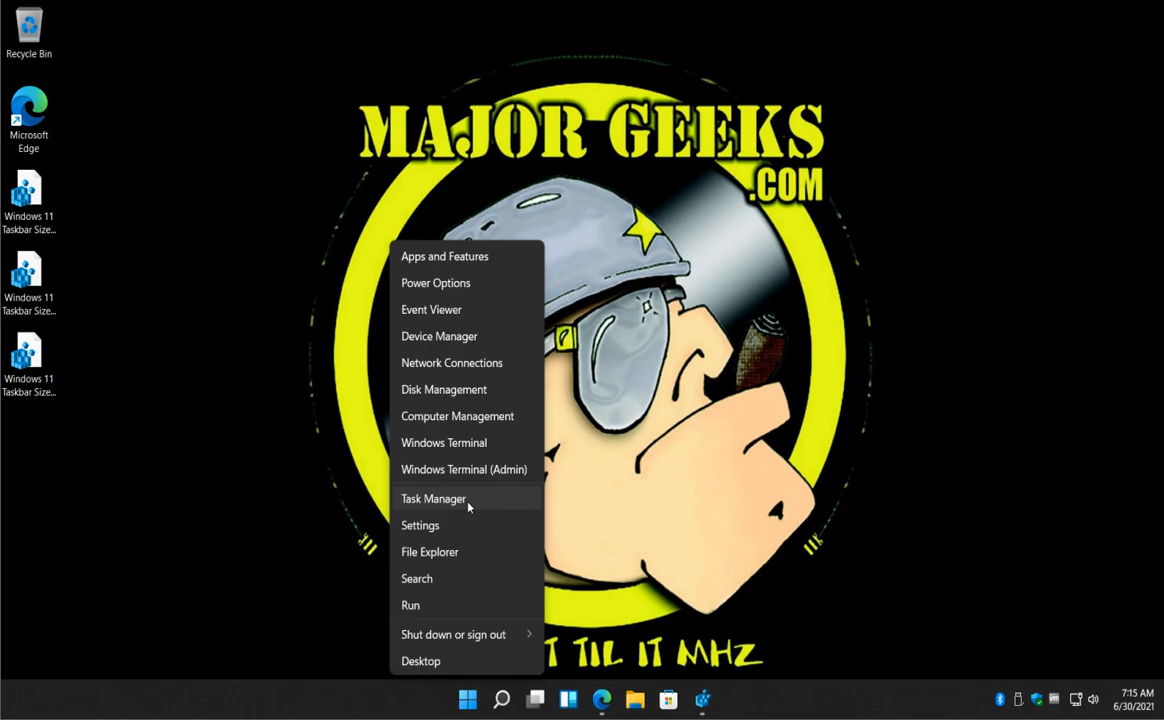 Recycle Bin
Microsoft
Edge
Windows 11
Taskbar Size...
Windows 11
Taskbar Size...
Windows 11
Taskbar Size...
MAJOR GEEKS
.COM
T TIL IT MHZ
Apps and Features
Power Options
Event Viewer
Device Manager
Network Connections
Disk Management
Computer Management
Windows Terminal
Windows Terminal (Admin)
Task Manager
Settings
File Explorer
Search
Run
Shut down or sign out
Desktop
7:15 AM
6/30/2021